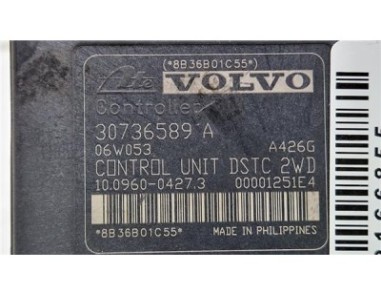 (*8B36B01C55*)
Ate VOLVO
Controller
30736589 A
06W053 A426G
CONTROL UNIT DSTC 2WD
10.0960-0427.3 00001251E4
*8B36B01C55* MADE IN PHILIPPINES